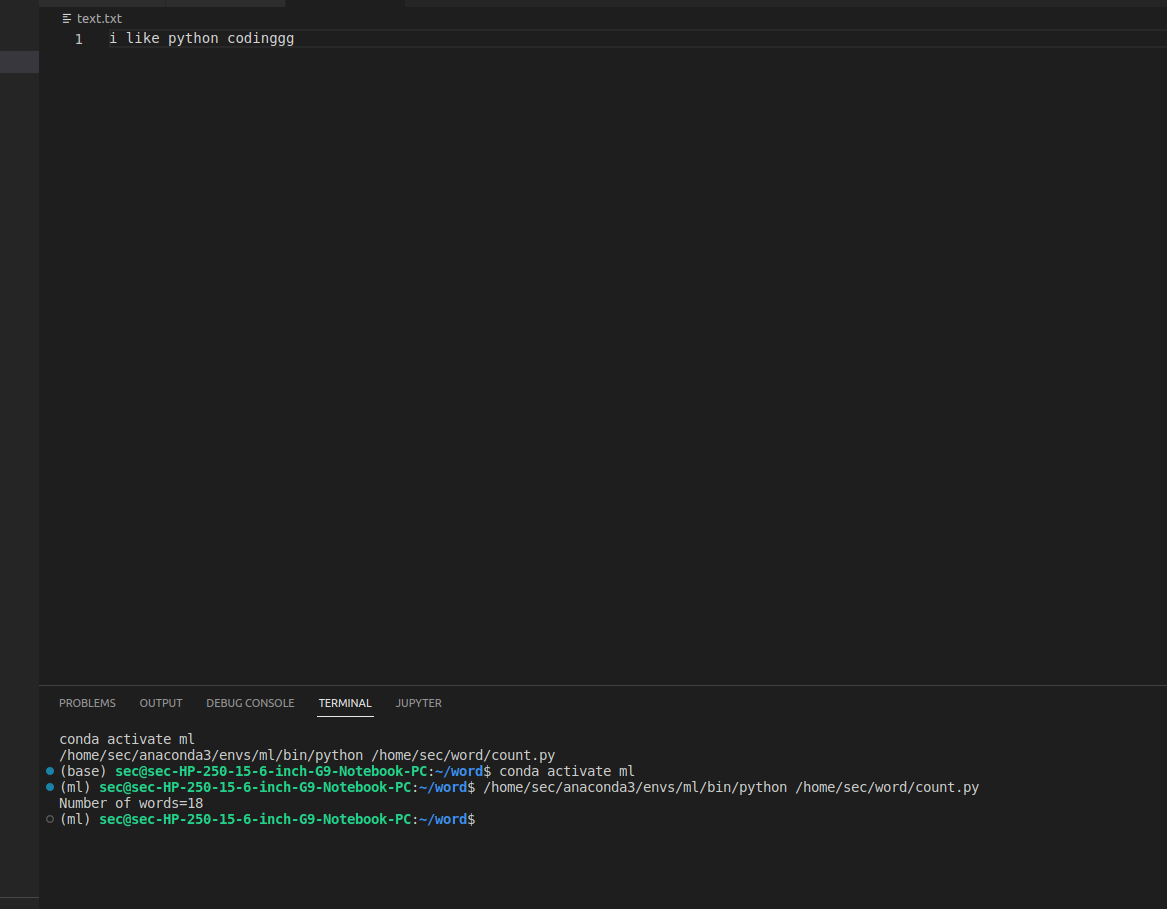 text.txt
1 i like python codinggg
PROBLEMS OUTPUT DEBUG CONSOLE TERMINAL JUPYTER
conda activate ml
/home/sec/anaconda3/envs/ml/bin/python /home/sec/word/count.py
(base) sec@sec-HP-250-15-6-inch-G9-Notebook-PC:~/word$ conda activate ml
(ml) sec@sec-HP-250-15-6-inch-G9-Notebook-PC:~/word$ /home/sec/anaconda3/envs/ml/bin/python /home/sec/word/count.py
Number of words=18
(ml) sec@sec-HP-250-15-6-inch-G9-Notebook-PC:~/word$